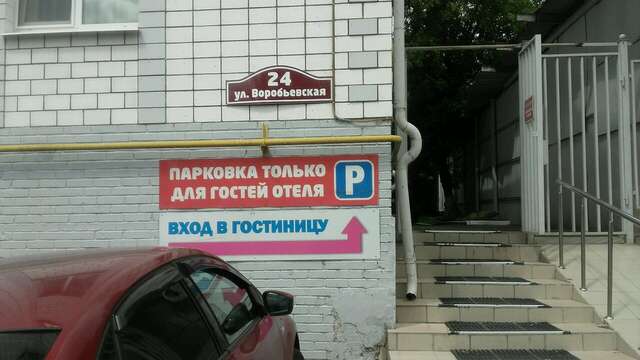 24
ул. Воробьевская
ПАРКОВКА ТОЛЬКО
ДЛЯ ГОСТЕЙ ОТЕЛЯ
P
ВХОД В ГОСТИНИЦУ